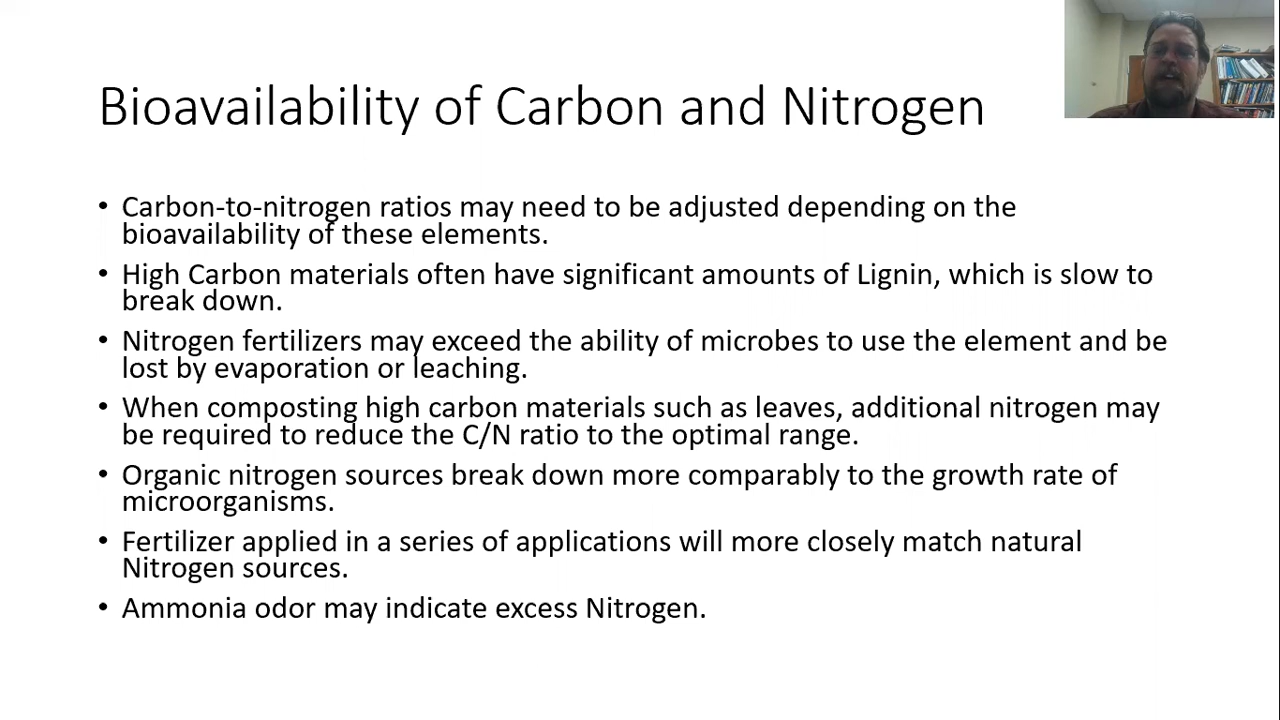 Bioavailability of Carbon and Nitrogen
• Carbon-to-nitrogen ratios may need to be adjusted depending on the
bioavailability of these elements.
• High Carbon materials often have significant amounts of Lignin, which is slow to
break down.
• Nitrogen fertilizers may exceed the ability of microbes to use the element and be
lost by evaporation or leaching.
• When composting high carbon materials such as leaves, additional nitrogen may
be required to reduce the C/N ratio to the optimal range.
• Organic nitrogen sources break down more comparably to the growth rate of
microorganisms.
• Fertilizer applied in a series of applications will more closely match natural
Nitrogen sources.
• Ammonia odor may indicate excess Nitrogen.